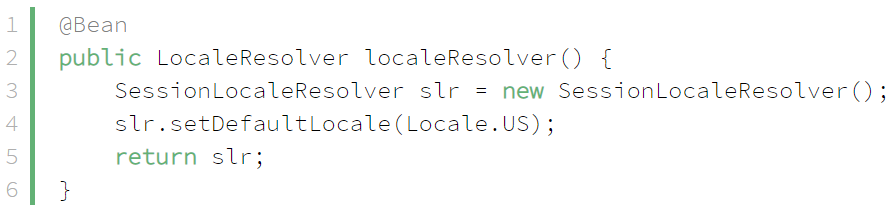 1 @Bean
2 public LocaleResolver localeResolver() {
3     SessionLocaleResolver slr = new SessionLocaleResolver();
4     slr.setDefaultLocale(Locale.US);
5     return slr;
6 }